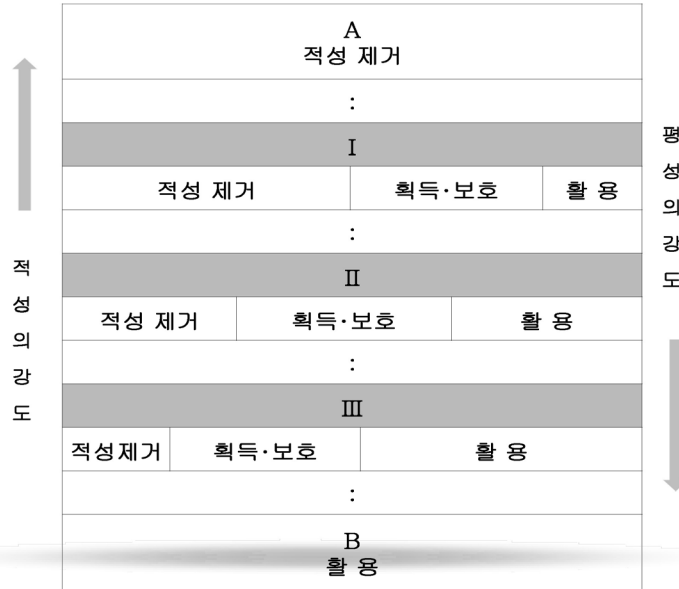 A
적성 제거
:
Ⅰ
적성 제거 획득·보호 활 용
:
Ⅱ
적성 제거 획득·보호 활 용
:
Ⅲ
적성제거 획득·보호 활 용
:
B
활 용
적
성
의
강
도
평
성
의
강
도